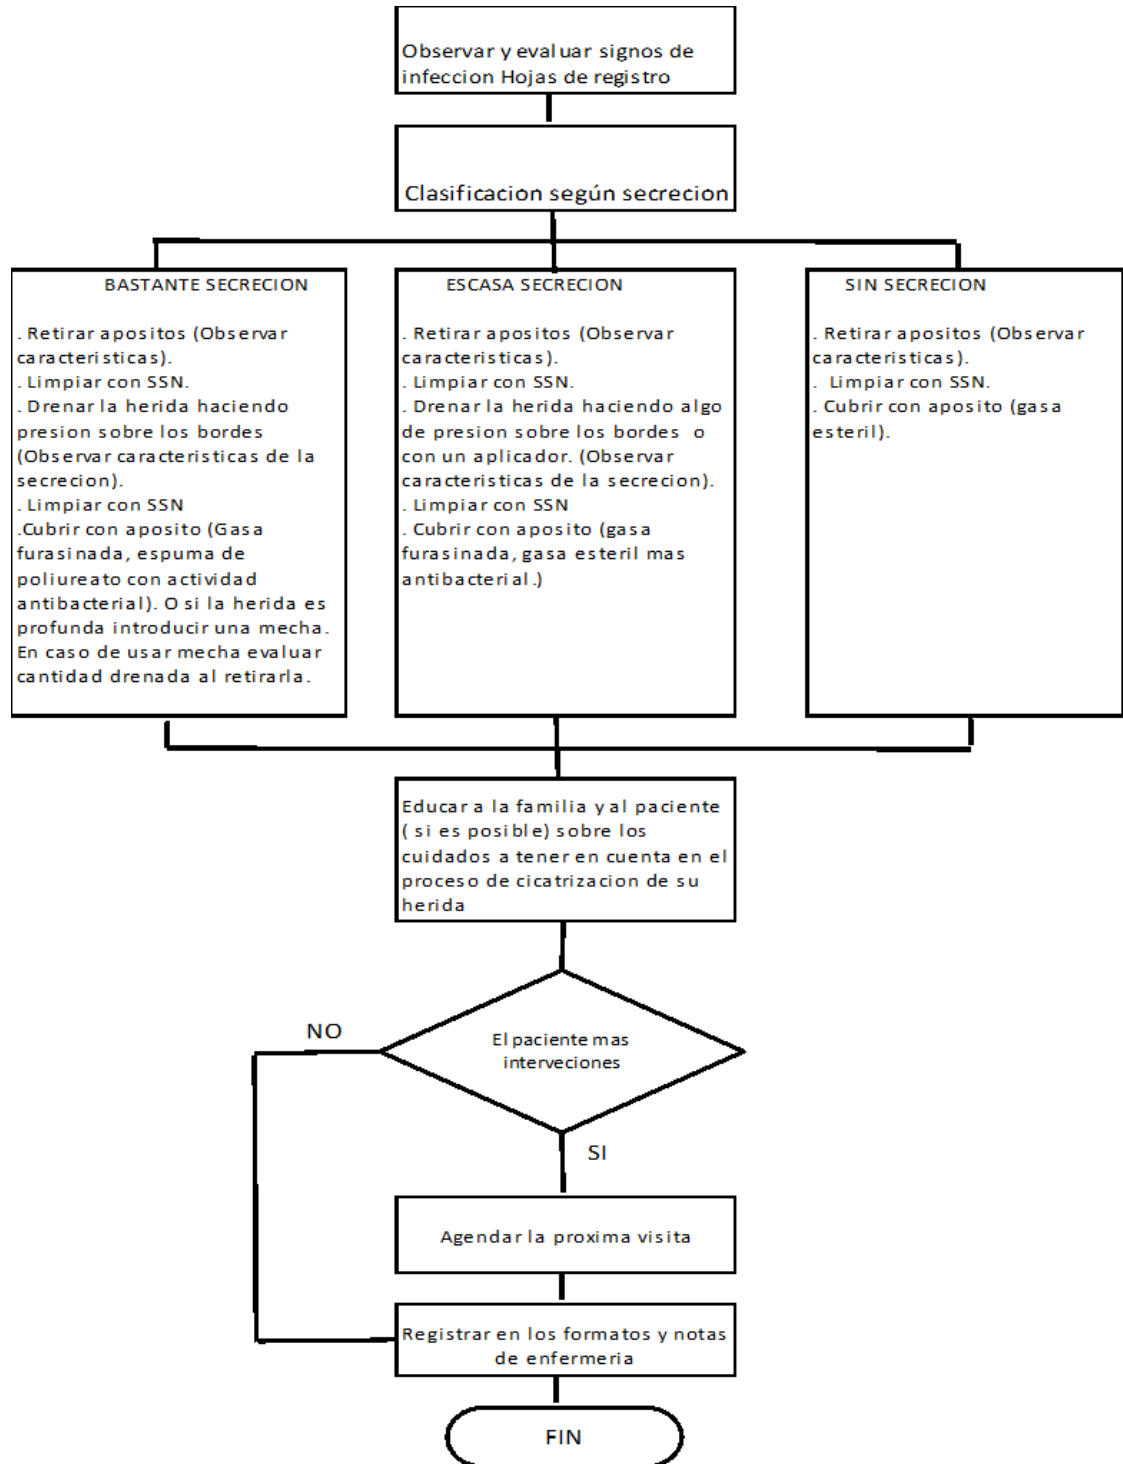 Observar y evaluar signos de
infeccion Hojas de registro
Clasificacion según secrecion
BASTANTE SECRECION
. Retirar apositos (Observar
caracteristicas).
. Limpiar con SSN.
. Drenar la herida haciendo
presion sobre los bordes
(Observar caracteristicas de la
secrecion).
. Limpiar con SSN
.Cubrir con aposito (Gasa
furasinada, espuma de
poliureato con actividad
antibacterial). O si la herida es
profunda introducir una mecha.
En caso de usar mecha evaluar
cantidad drenada al retirarla.
ESCASA SECRECION
. Retirar apositos (Observar
caracteristicas).
. Limpiar con SSN.
. Drenar la herida haciendo algo
de presion sobre los bordes o
con un aplicador. (Observar
caracteristicas de la secrecion).
. Limpiar con SSN
. Cubrir con aposito (gasa
furasinada, gasa esteril mas
antibacterial.)
SIN SECRECION
. Retirar apositos (Observar
caracteristicas).
. Limpiar con SSN.
. Cubrir con aposito (gasa
esteril).
Educar a la familia y al paciente
( si es posible) sobre los
cuidados a tener en cuenta en el
proceso de cicatrizacion de su
herida
El paciente mas
interveciones
NO
SI
Agendar la proxima visita
Registrar en los formatos y notas
de enfermeria
FIN